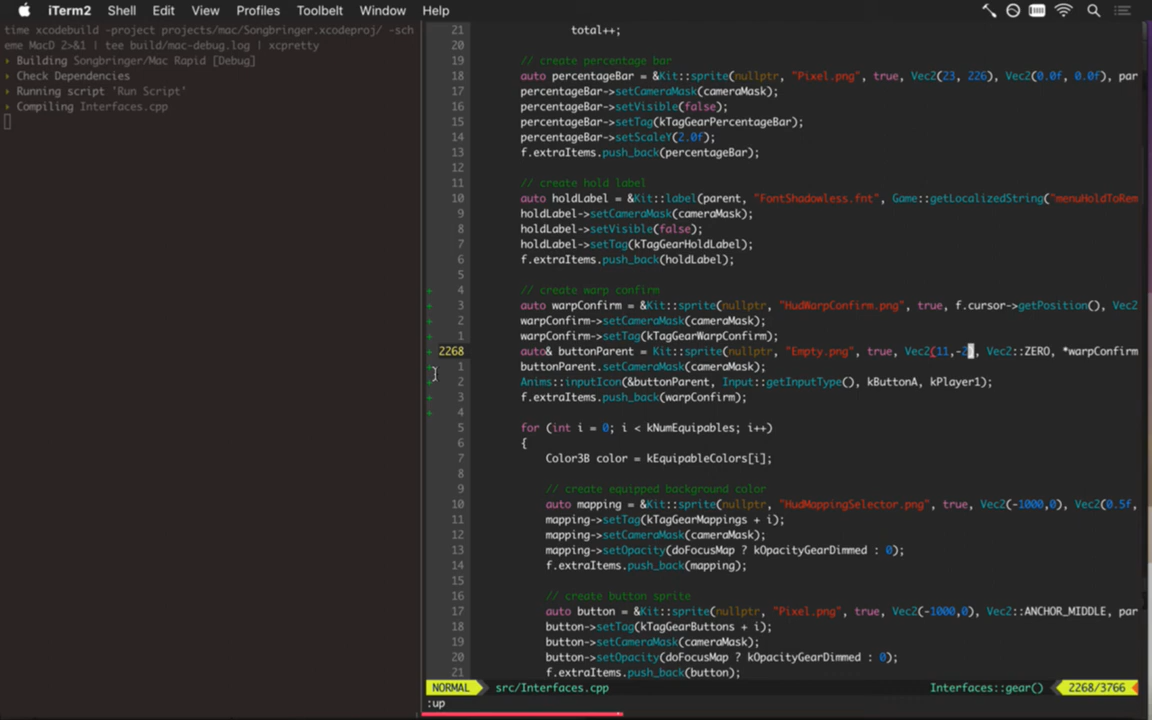 iTerm2 Shell Edit View Profiles Toolbelt Window Help
time xcodebuild -project projects/mac/Songbringer.xcodeproj/ -sch
eme MacD 2>&1 | tee build/mac-debug.log | xcpretty
▸ Building Songbringer/Mac Rapid [Debug]
▸ Check Dependencies
▸ Running script 'Run Script'
▸ Compiling Interfaces.cpp
21 total++;
20
19 // create percentage bar
18 auto percentageBar = &Kit::sprite(nullptr, "Pixel.png", true, Vec2(23, 226), Vec2(0.0f, 0.0f), par
17 percentageBar->setCameraMask(cameraMask);
16 percentageBar->setVisible(false);
15 percentageBar->setTag(kTagGearPercentageBar);
14 percentageBar->setScaleY(2.0f);
13 f.extraItems.push_back(percentageBar);
12
11 // create hold label
10 auto holdLabel = &Kit::label(parent, "FontShadowless.fnt", Game::getLocalizedString("menuHoldToRem
9 holdLabel->setCameraMask(cameraMask);
8 holdLabel->setVisible(false);
7 holdLabel->setTag(kTagGearHoldLabel);
6 f.extraItems.push_back(holdLabel);
5
+ 4 // create warp confirm
+ 3 auto warpConfirm = &Kit::sprite(nullptr, "HudWarpConfirm.png", true, f.cursor->getPosition(), Vec2
+ 2 warpConfirm->setCameraMask(cameraMask);
+ 1 warpConfirm->setTag(kTagGearWarpConfirm);
+ 2268 auto& buttonParent = Kit::sprite(nullptr, "Empty.png", true, Vec2(11,-2), Vec2::ZERO, *warpConfirm
+ 1 buttonParent.setCameraMask(cameraMask);
+ 2 Anims::inputIcon(&buttonParent, Input::getInputType(), kButtonA, kPlayer1);
+ 3 f.extraItems.push_back(warpConfirm);
+ 4
5 for (int i = 0; i < kNumEquipables; i++)
6 {
7 Color3B color = kEquipableColors[i];
8
9 // create equipped background color
10 auto mapping = &Kit::sprite(nullptr, "HudMappingSelector.png", true, Vec2(-1000,0), Vec2(0.5f,
11 mapping->setTag(kTagGearMappings + i);
12 mapping->setCameraMask(cameraMask);
13 mapping->setOpacity(doFocusMap ? kOpacityGearDimmed : 0);
14 f.extraItems.push_back(mapping);
15
16 // create button sprite
17 auto button = &Kit::sprite(nullptr, "Pixel.png", true, Vec2(-1000,0), Vec2::ANCHOR_MIDDLE, par
18 button->setTag(kTagGearButtons + i);
19 button->setCameraMask(cameraMask);
20 button->setOpacity(doFocusMap ? kOpacityGearDimmed : 0);
21 f.extraItems.push_back(button);
NORMAL src/Interfaces.cpp Interfaces::gear() 2268/3766
:up